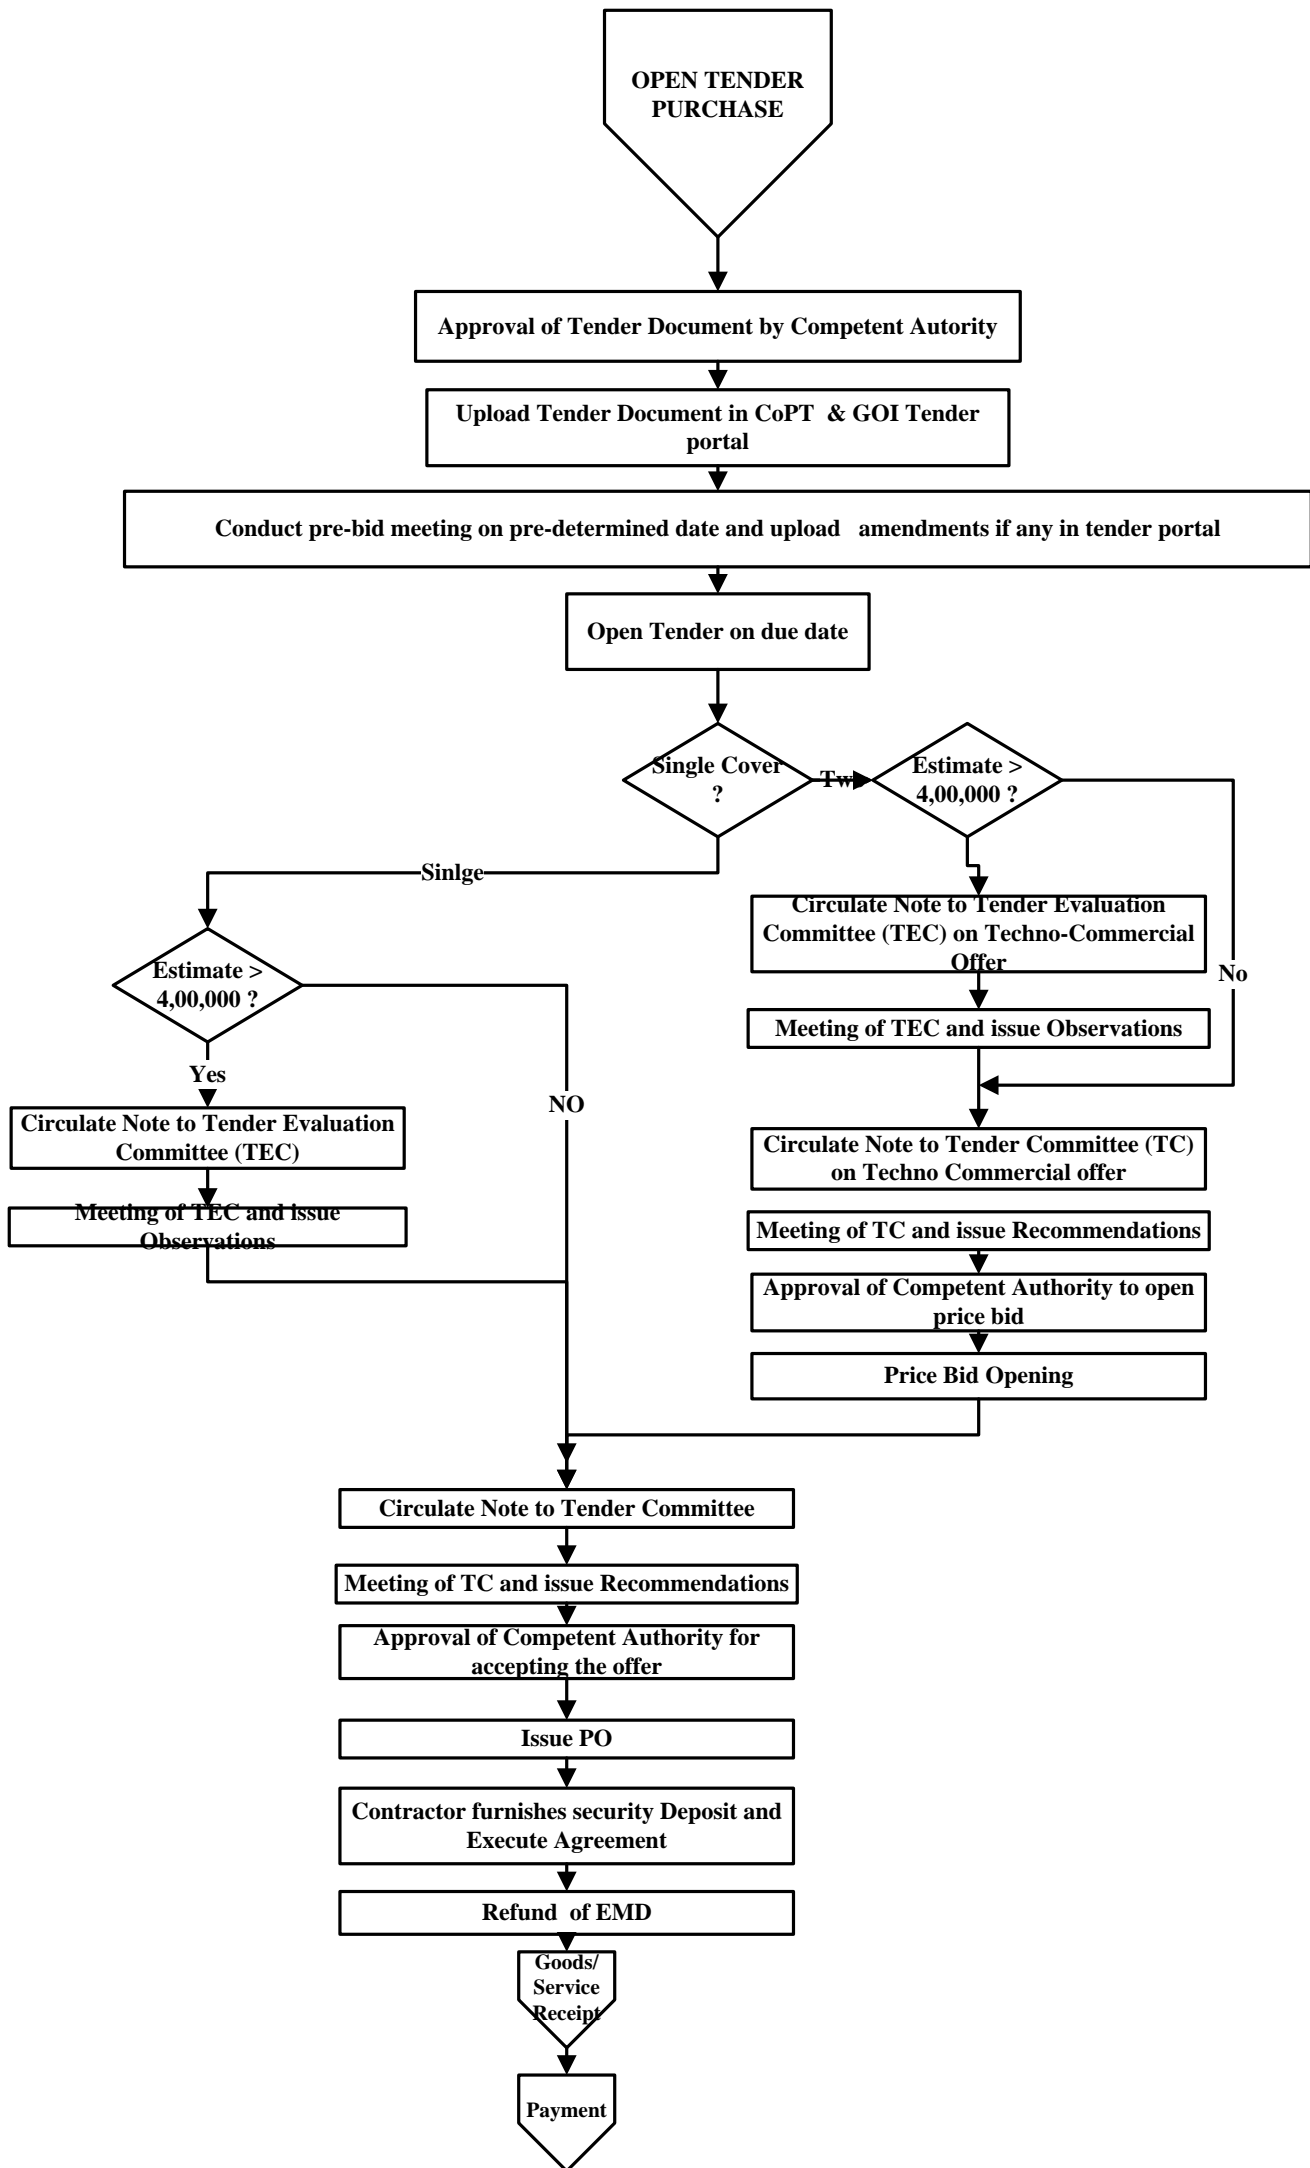 OPEN TENDER
PURCHASE
Approval of Tender Document by Competent Autority
Upload Tender Document in CoPT & GOI Tender
portal
Conduct pre-bid meeting on pre-determined date and upload amendments if any in tender portal
Open Tender on due date
Single Cover
?
Two
Estimate >
4,00,000 ?
Sinlge
Circulate Note to Tender Evaluation
Committee (TEC) on Techno-Commercial
Offer
No
Estimate >
4,00,000 ?
Meeting of TEC and issue Observations
Yes
NO
Circulate Note to Tender Evaluation
Committee (TEC)
Circulate Note to Tender Committee (TC)
on Techno Commercial offer
Meeting of TEC and issue
Observations
Meeting of TC and issue Recommendations
Approval of Competent Authority to open
price bid
Price Bid Opening
Circulate Note to Tender Committee
Meeting of TC and issue Recommendations
Approval of Competent Authority for
accepting the offer
Issue PO
Contractor furnishes security Deposit and
Execute Agreement
Refund of EMD
Goods/
Service
Receipt
Payment